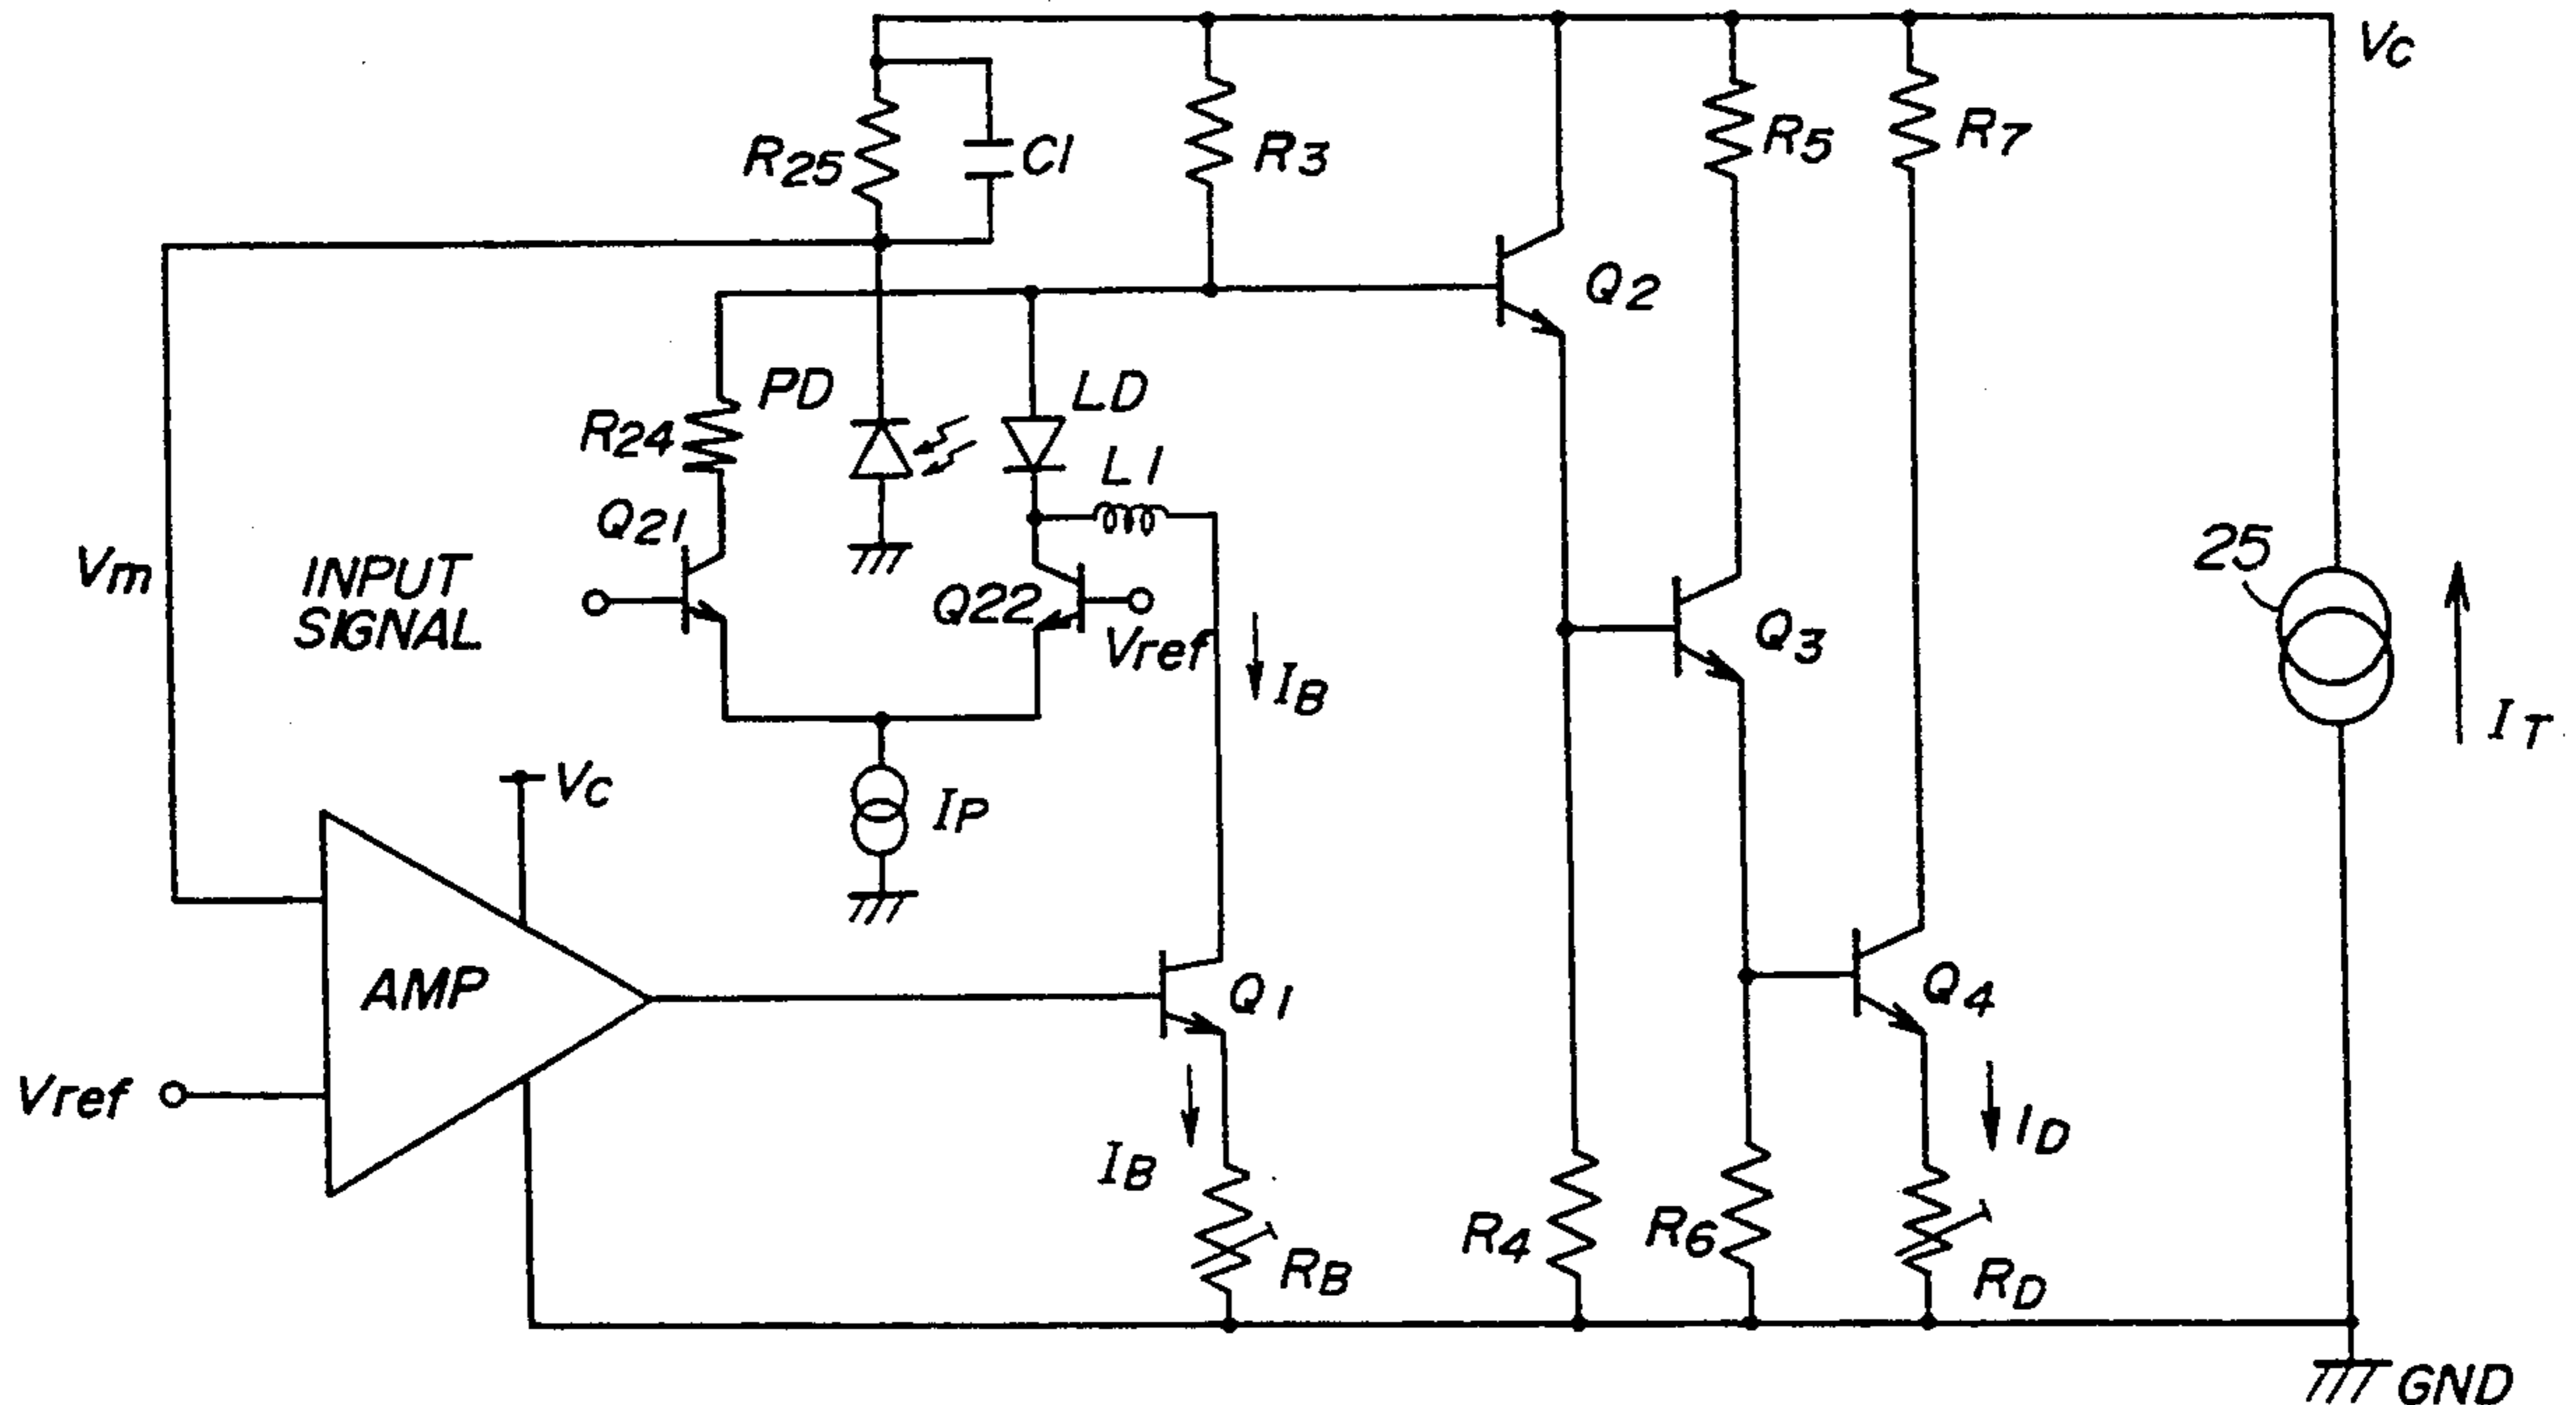 Vc
R25
C1
R3
R5
R7
Q2
PD
LD
R24
L1
Q21
25
Vm
INPUT
SIGNAL
Q22
Vref
Q3
IB
IT
Vc
IP
AMP
Q1
Q4
Vref
IB
ID
R4
R6
RB
RD
GND